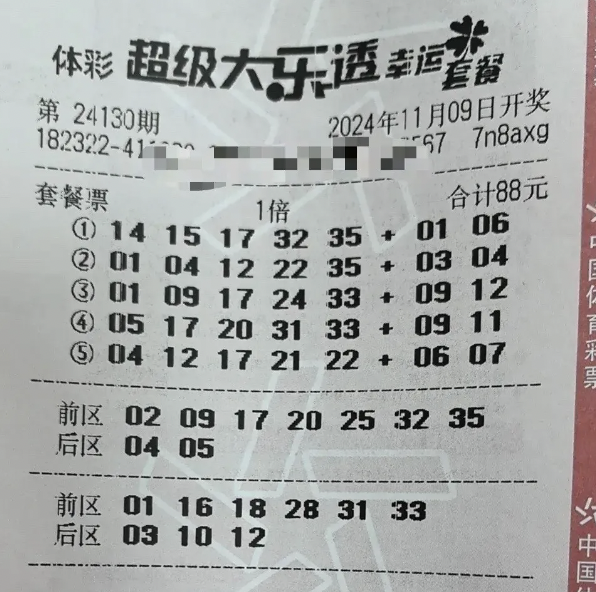 体彩 超级大乐透 幸运套餐
第 24130期 2024年11月09日开奖
182322-41 567 7n8axg
套餐票 1倍 合计88元
① 14 15 17 32 35 + 01 06
② 01 04 12 22 35 + 03 04
③ 01 09 17 24 33 + 09 12
④ 05 17 20 31 33 + 09 11
⑤ 04 12 17 21 22 + 06 07
前区 02 09 17 20 25 32 35
后区 04 05
前区 01 16 18 28 31 33
后区 03 10 12
中国体育彩票
中国